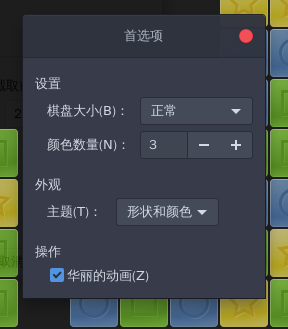 首选项
设置
棋盘大小(B)： 正常
颜色数量(N)： 3 − +
外观
主题(T)： 形状和颜色
操作
华丽的动画(Z)